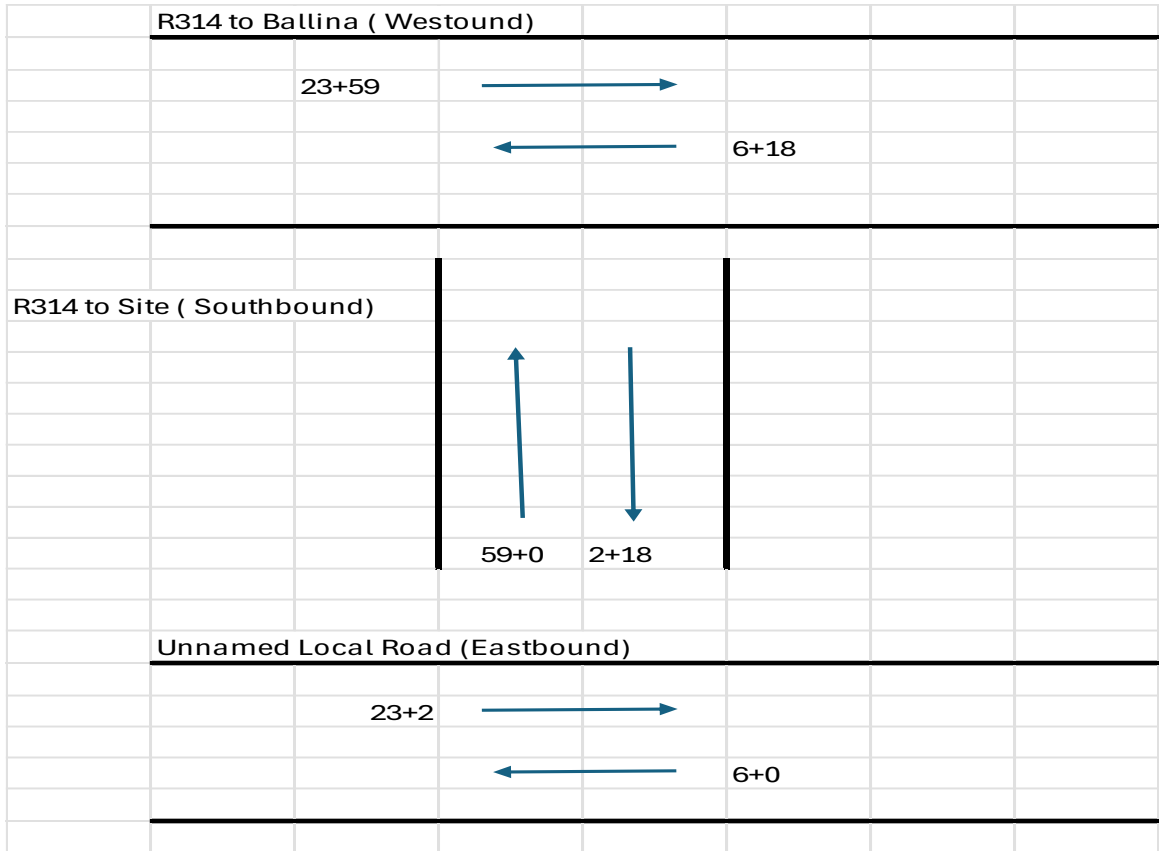 R314 to Ballina ( Westound)
23+59
6+18
R314 to Site ( Southbound)
59+0 2+18
Unnamed Local Road (Eastbound)
23+2
6+0